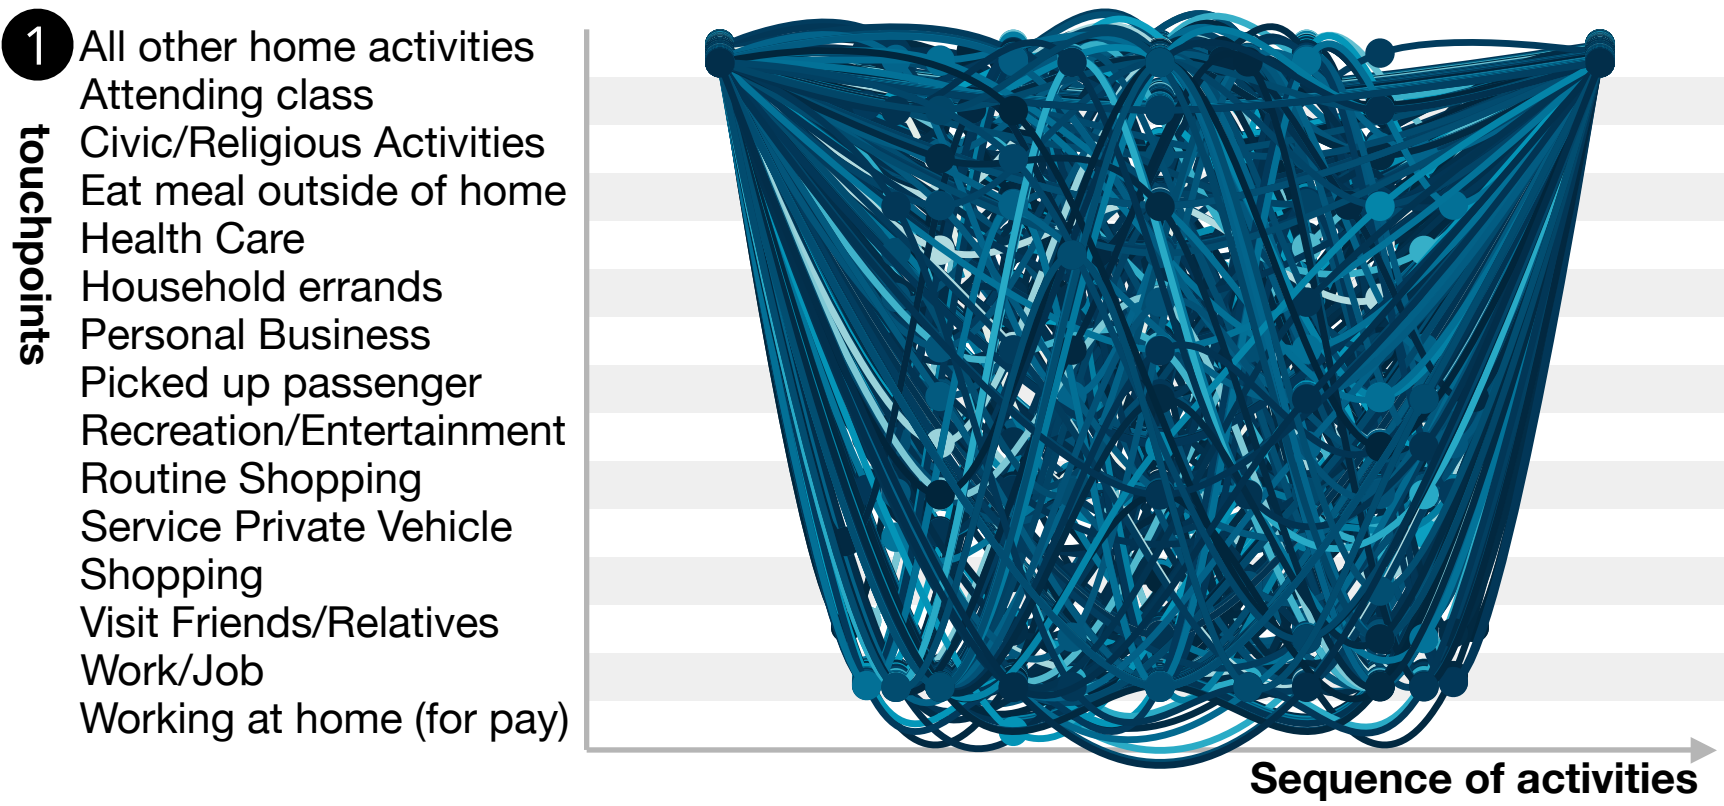 1
touchpoints
All other home activities
Attending class
Civic/Religious Activities
Eat meal outside of home
Health Care
Household errands
Personal Business
Picked up passenger
Recreation/Entertainment
Routine Shopping
Service Private Vehicle
Shopping
Visit Friends/Relatives
Work/Job
Working at home (for pay)
Sequence of activities